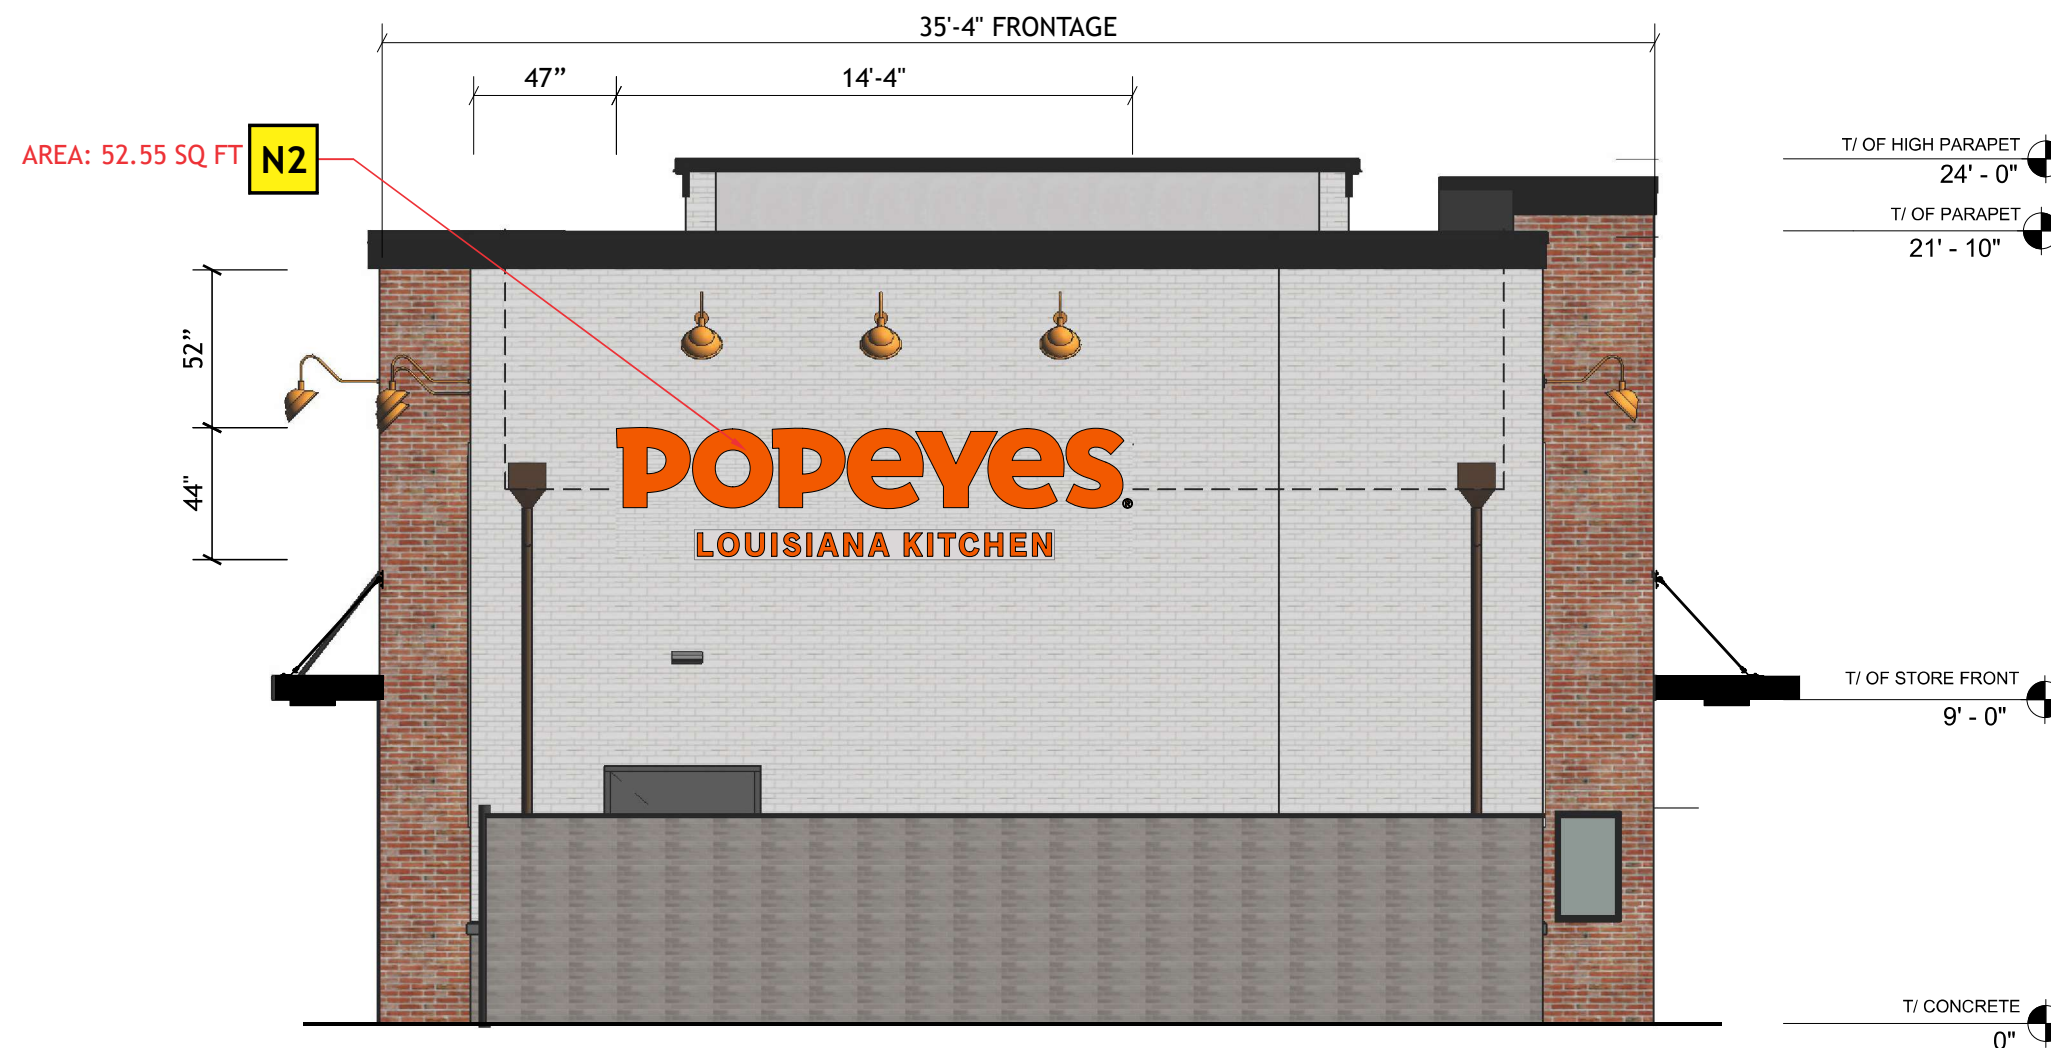 35'-4" FRONTAGE
47”
14'-4"
AREA: 52.55 SQ FT
N2
T/ OF HIGH PARAPET
24' - 0"
T/ OF PARAPET
21' - 10"
52”
44"
POPEYES®
LOUISIANA KITCHEN
T/ OF STORE FRONT
9' - 0"
T/ CONCRETE
0"